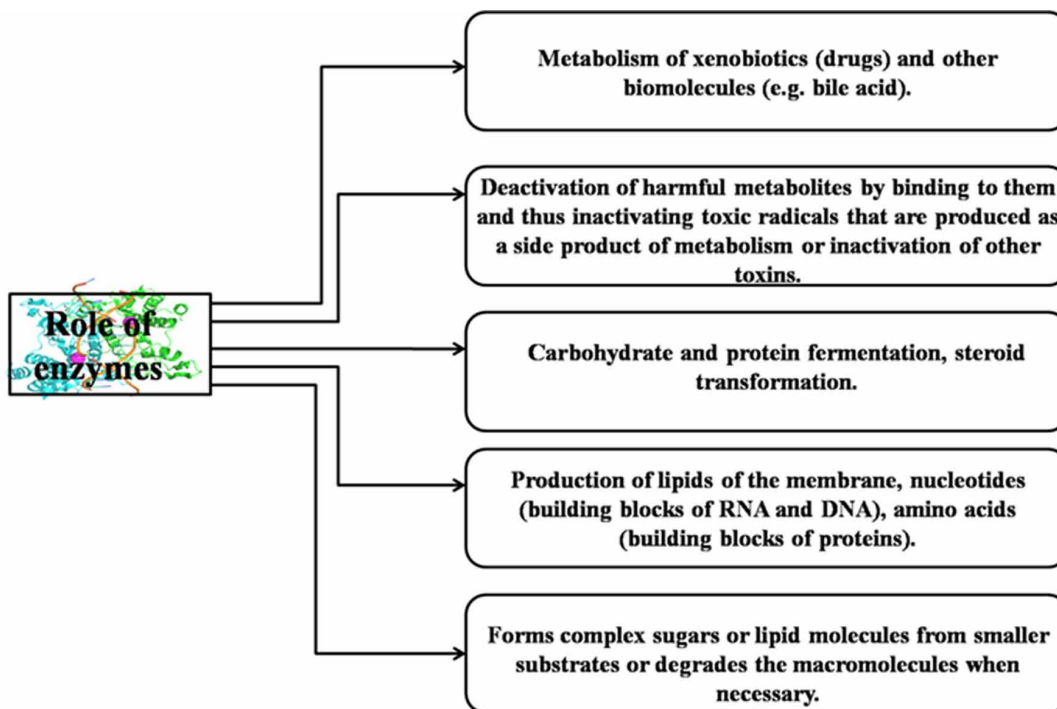 Metabolism of xenobiotics (drugs) and other
biomolecules (e.g. bile acid).
Deactivation of harmful metabolites by binding to them
and thus inactivating toxic radicals that are produced as
a side product of metabolism or inactivation of other
toxins.
Role of
enzymes
Carbohydrate and protein fermentation, steroid
transformation.
Production of lipids of the membrane, nucleotides
(building blocks of RNA and DNA), amino acids
(building blocks of proteins).
Forms complex sugars or lipid molecules from smaller
substrates or degrades the macromolecules when
necessary.